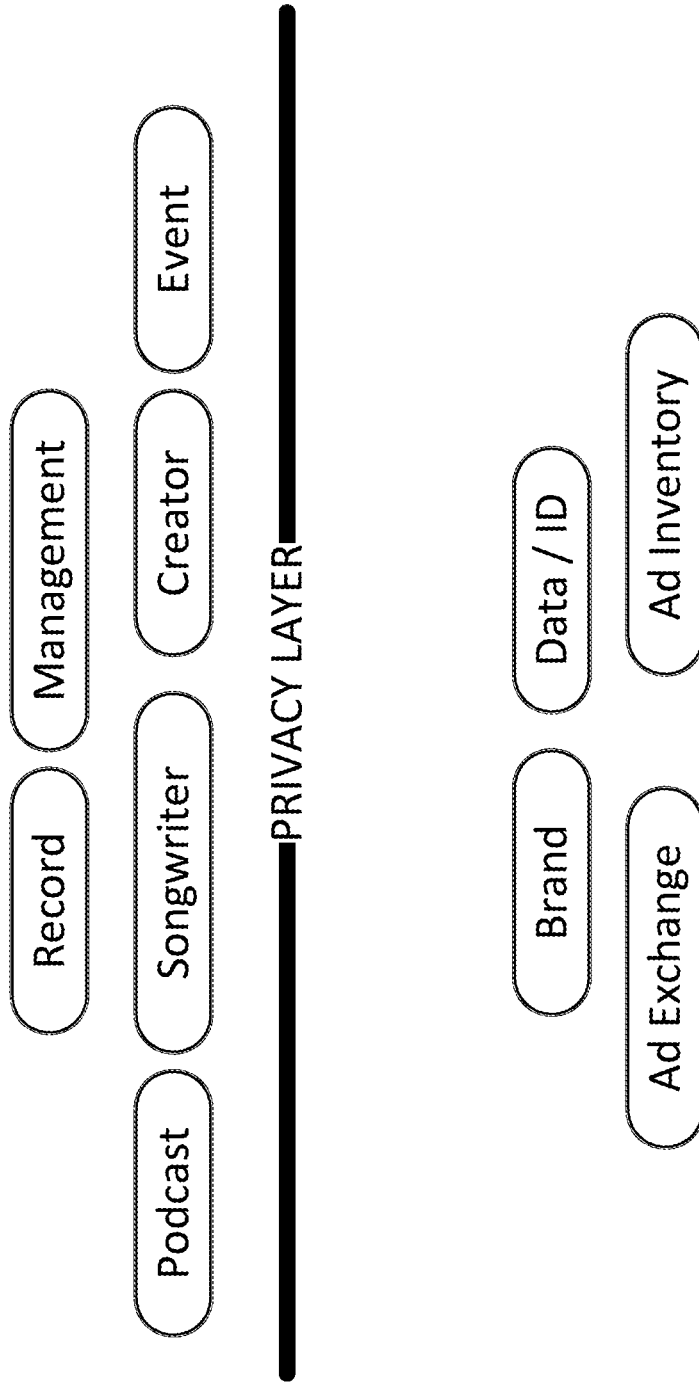 Record
Management
Podcast
Songwriter
Creator
Event
PRIVACY LAYER
Brand
Data / ID
Ad Exchange
Ad Inventory